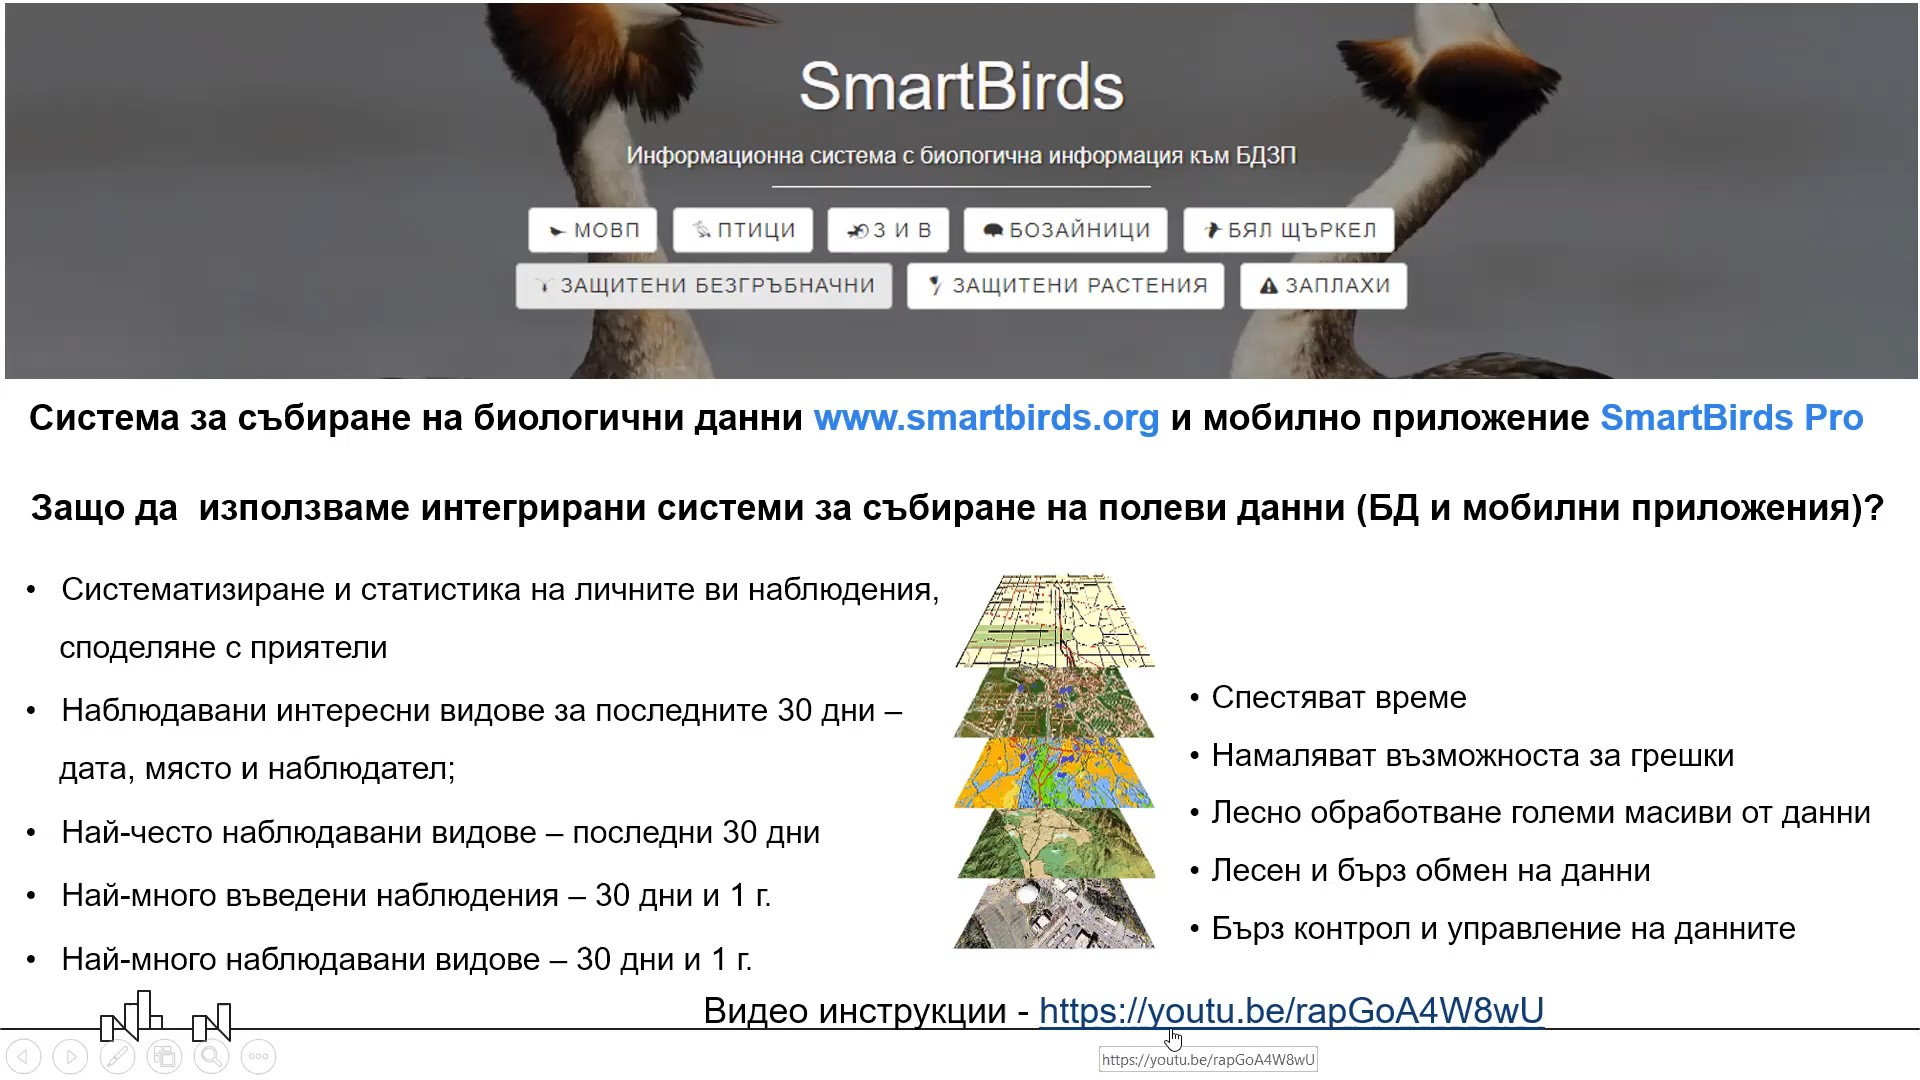 SmartBirds
Информационна система с биологична информация към БДЗП
МОВП
ПТИЦИ
З И В
БОЗАЙНИЦИ
БЯЛ ЩЪРКЕЛ
ЗАЩИТЕНИ БЕЗГРЪБНАЧНИ
ЗАЩИТЕНИ РАСТЕНИЯ
ЗАПЛАХИ
Система за събиране на биологични данни www.smartbirds.org и мобилно приложение SmartBirds Pro
Защо да използваме интегрирани системи за събиране на полеви данни (БД и мобилни приложения)?
• Систематизиране и статистика на личните ви наблюдения,
споделяне с приятели
• Наблюдавани интересни видове за последните 30 дни –
дата, място и наблюдател;
• Най-често наблюдавани видове – последни 30 дни
• Най-много въведени наблюдения – 30 дни и 1 г.
• Най-много наблюдавани видове – 30 дни и 1 г.
• Спестяват време
• Намаляват възможноста за грешки
• Лесно обработване големи масиви от данни
• Лесен и бърз обмен на данни
• Бърз контрол и управление на данните
Видео инструкции - https://youtu.be/rapGoA4W8wU
https://youtu.be/rapGoA4W8wU